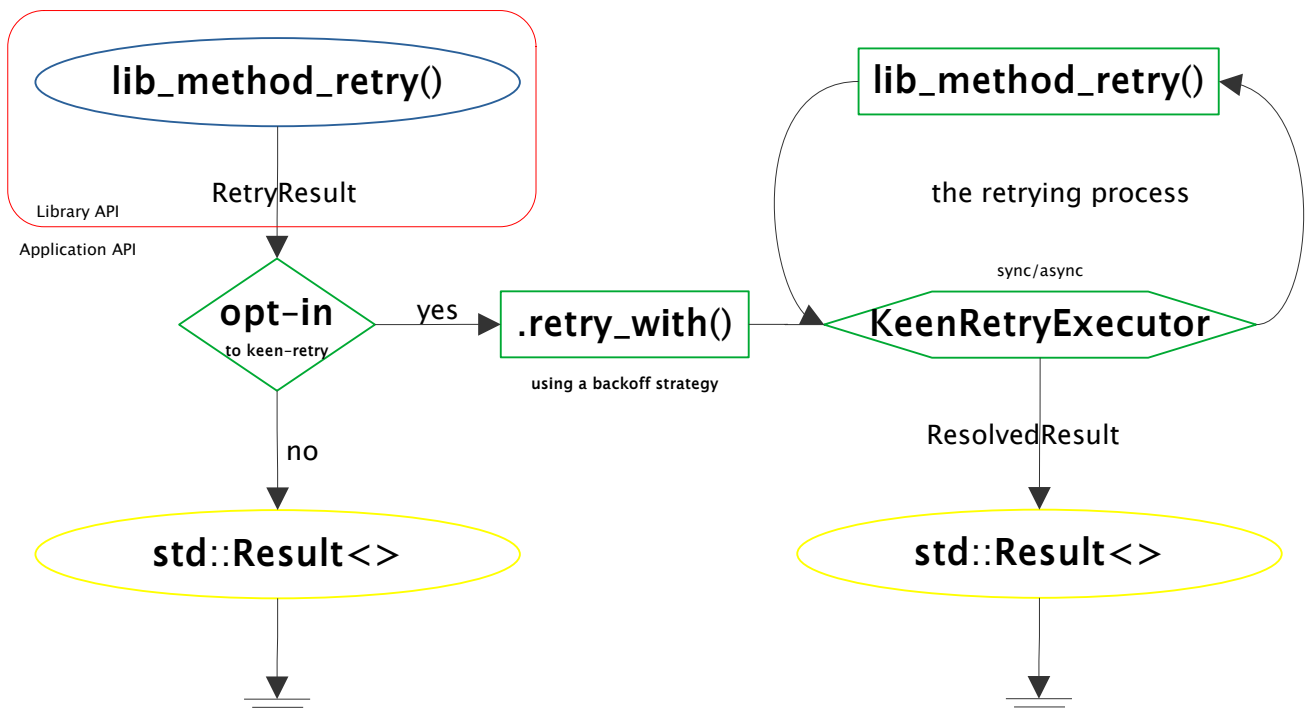 lib_method_retry()
RetryResult
Library API
Application API
opt-in
to keen-retry
yes
no
.retry_with()
using a backoff strategy
lib_method_retry()
the retrying process
sync/async
KeenRetryExecutor
ResolvedResult
std::Result<>
std::Result<>